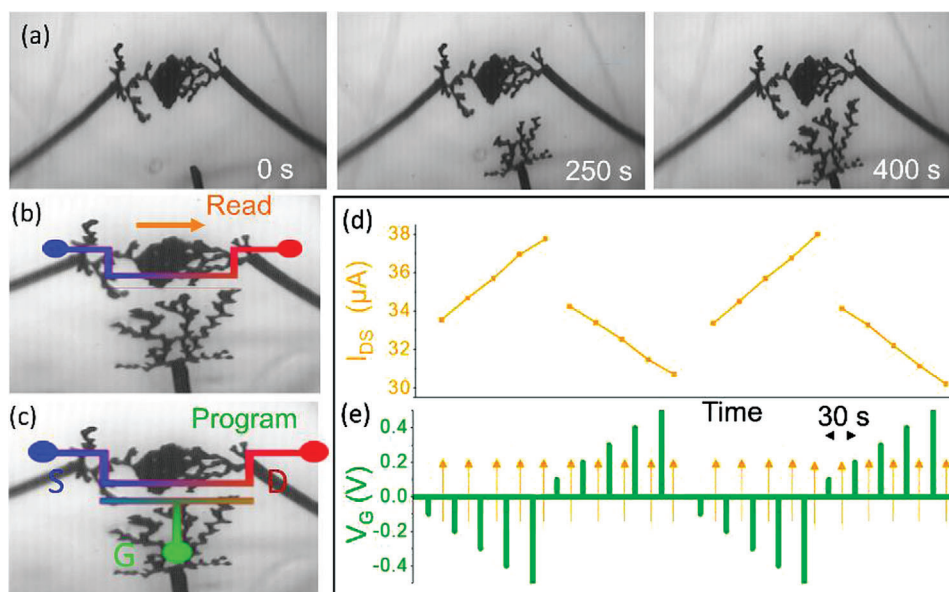 (a)
0 s
250 s
400 s
(b)
Read
(c)
Program
S
D
G
(d)
38
36
34
32
30
I_DS (μA)
(e)
Time
30 s
0.4
0.2
0.0
-0.2
-0.4
V_G (V)